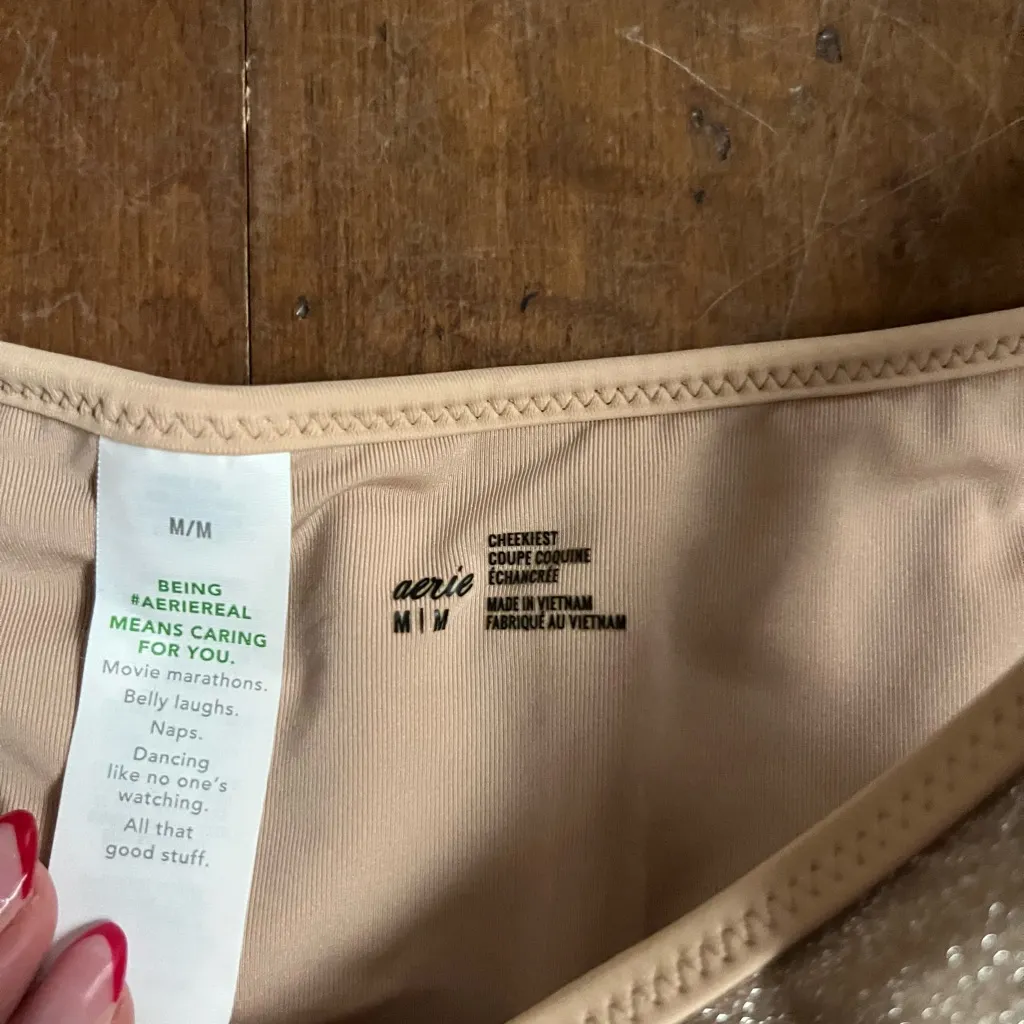 M/M
BEING
#AERIEREAL
MEANS CARING
FOR YOU.
Movie marathons.
Belly laughs.
Naps.
Dancing
like no one's
watching.
All that
good stuff.
aerie
M | M
CHEEKIEST
COUPE COQUINE
ÉCHANCRÉE
MADE IN VIETNAM
FABRIQUÉ AU VIETNAM